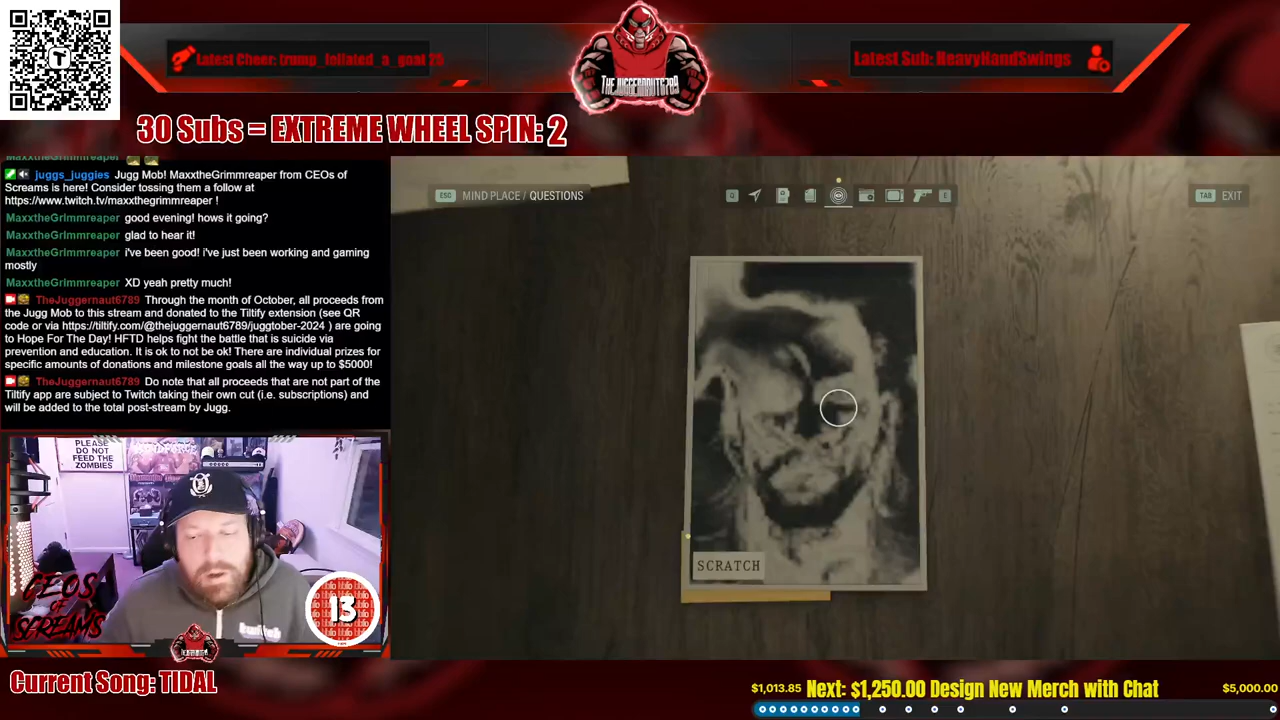 Latest Cheer: trump_follated_a_goat 25
THEJUGGERNAUT6789
Latest Sub: HeavyHandSwings
30 Subs = EXTREME WHEEL SPIN: 2
MaxxtheGrimmreaper
juggs_juggies Jugg Mob! MaxxtheGrimmreaper from CEOs of
Screams is here! Consider tossing them a follow at
https://www.twitch.tv/maxxthegrimmreaper !
MaxxtheGrimmreaper good evening! hows it going?
MaxxtheGrimmreaper glad to hear it!
MaxxtheGrimmreaper i've been good! i've just been working and gaming
mostly
MaxxtheGrimmreaper XD yeah pretty much!
TheJuggernaut6789 Through the month of October, all proceeds from
the Jugg Mob to this stream and donated to the Tiltify extension (see QR
code or via https://tiltify.com/@thejuggernaut6789/juggtober-2024 ) are going
to Hope For The Day! HFTD helps fight the battle that is suicide via
prevention and education. It is ok to not be ok! There are individual prizes for
specific amounts of donations and milestone goals all the way up to $5000!
TheJuggernaut6789 Do note that all proceeds that are not part of the
Tiltify app are subject to Twitch taking their own cut (i.e. subscriptions) and
will be added to the total post-stream by Jugg.
ESC MIND PLACE / QUESTIONS
Q
E
TAB EXIT
SCRATCH
PLEASE
DO NOT
FEED THE
ZOMBIES
CEOS
OF
SCREAMS
twitch
13
Current Song: TIDAL
$1,013.85 Next: $1,250.00 Design New Merch with Chat $5,000.00